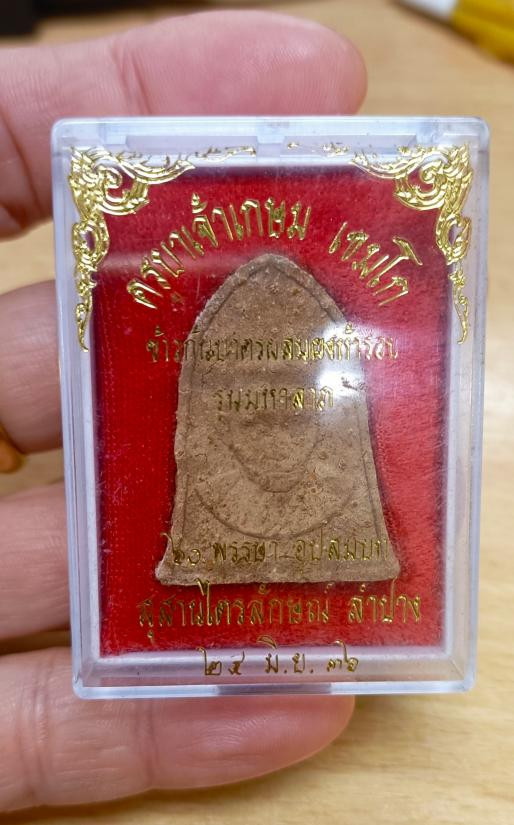 ครูบาเจ้าเกษม เขมโก
ข้าวก้นบาตรผสมผงเก้ารอบ
รุ่นมหาลาภ
๖๐ พรรษา อุปสมบท
สุสานไตรลักษณ์ ลำปาง
๒๕ มิ.ย. ๓๖